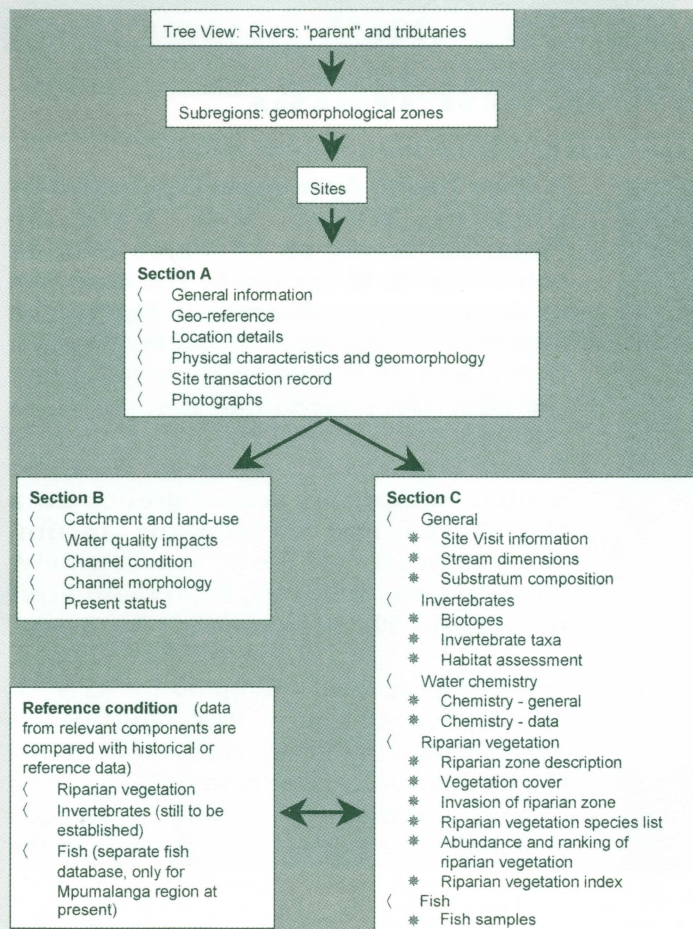 Tree View: Rivers: "parent" and tributaries
Subregions: geomorphological zones
Sites
Section A
〈 General information
〈 Geo-reference
〈 Location details
〈 Physical characteristics and geomorphology
〈 Site transaction record
〈 Photographs
Section B
〈 Catchment and land-use
〈 Water quality impacts
〈 Channel condition
〈 Channel morphology
〈 Present status
Reference condition (data
from relevant components are
compared with historical or
reference data)
〈 Riparian vegetation
〈 Invertebrates (still to be
established)
〈 Fish (separate fish
database, only for
Mpumalanga region at
present)
Section C
〈 General
* Site Visit information
* Stream dimensions
* Substratum composition
〈 Invertebrates
* Biotopes
* Invertebrate taxa
* Habitat assessment
〈 Water chemistry
* Chemistry - general
* Chemistry - data
〈 Riparian vegetation
* Riparian zone description
* Vegetation cover
* Invasion of riparian zone
* Riparian vegetation species list
* Abundance and ranking of
riparian vegetation
* Riparian vegetation index
〈 Fish
* Fish samples